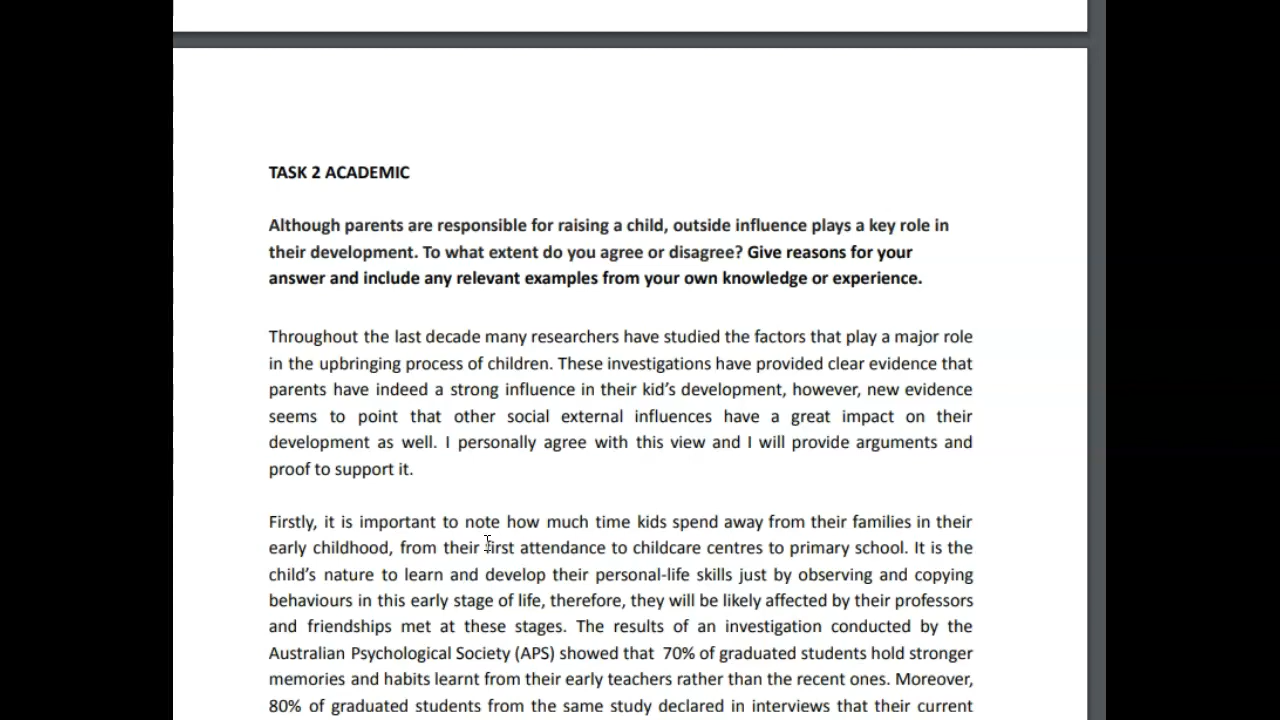 TASK 2 ACADEMIC
Although parents are responsible for raising a child, outside influence plays a key role in
their development. To what extent do you agree or disagree? Give reasons for your
answer and include any relevant examples from your own knowledge or experience.
Throughout the last decade many researchers have studied the factors that play a major role
in the upbringing process of children. These investigations have provided clear evidence that
parents have indeed a strong influence in their kid's development, however, new evidence
seems to point that other social external influences have a great impact on their
development as well. I personally agree with this view and I will provide arguments and
proof to support it.
Firstly, it is important to note how much time kids spend away from their families in their
early childhood, from their first attendance to childcare centres to primary school. It is the
child's nature to learn and develop their personal-life skills just by observing and copying
behaviours in this early stage of life, therefore, they will be likely affected by their professors
and friendships met at these stages. The results of an investigation conducted by the
Australian Psychological Society (APS) showed that 70% of graduated students hold stronger
memories and habits learnt from their early teachers rather than the recent ones. Moreover,
80% of graduated students from the same study declared in interviews that their current